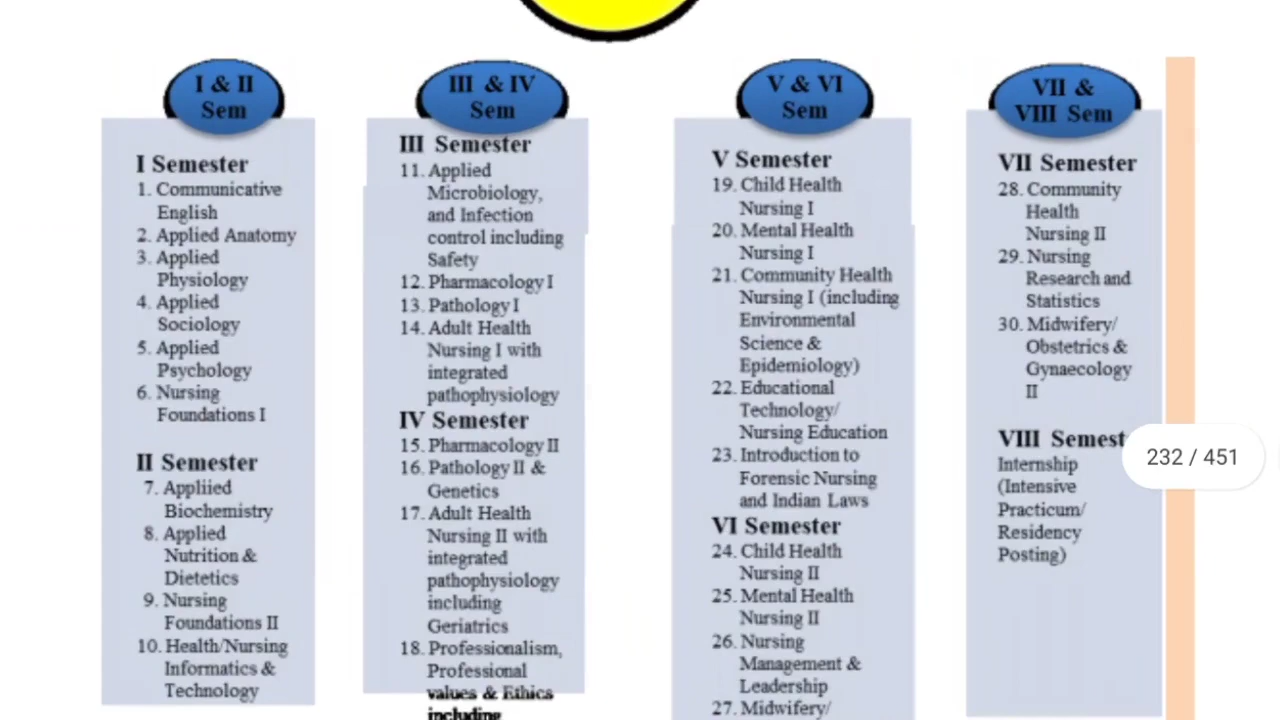 I & II
Sem
I Semester
1. Communicative
English
2. Applied Anatomy
3. Applied
Physiology
4. Applied
Sociology
5. Applied
Psychology
6. Nursing
Foundations I
II Semester
7. Appliied
Biochemistry
8. Applied
Nutrition &
Dietetics
9. Nursing
Foundations II
10. Health/Nursing
Informatics &
Technology
III & IV
Sem
III Semester
11. Applied
Microbiology,
and Infection
control including
Safety
12. Pharmacology I
13. Pathology I
14. Adult Health
Nursing I with
integrated
pathophysiology
IV Semester
15. Pharmacology II
16. Pathology II &
Genetics
17. Adult Health
Nursing II with
integrated
pathophysiology
including
Geriatrics
18. Professionalism,
Professional
values & Ethics
including
V & VI
Sem
V Semester
19. Child Health
Nursing I
20. Mental Health
Nursing I
21. Community Health
Nursing I (including
Environmental
Science &
Epidemiology)
22. Educational
Technology/
Nursing Education
23. Introduction to
Forensic Nursing
and Indian Laws
VI Semester
24. Child Health
Nursing II
25. Mental Health
Nursing II
26. Nursing
Management &
Leadership
27. Midwifery/
VII &
VIII Sem
VII Semester
28. Community
Health
Nursing II
29. Nursing
Research and
Statistics
30. Midwifery/
Obstetrics &
Gynaecology
II
VIII Semest
Internship
(Intensive
Practicum/
Residency
Posting)
232 / 451